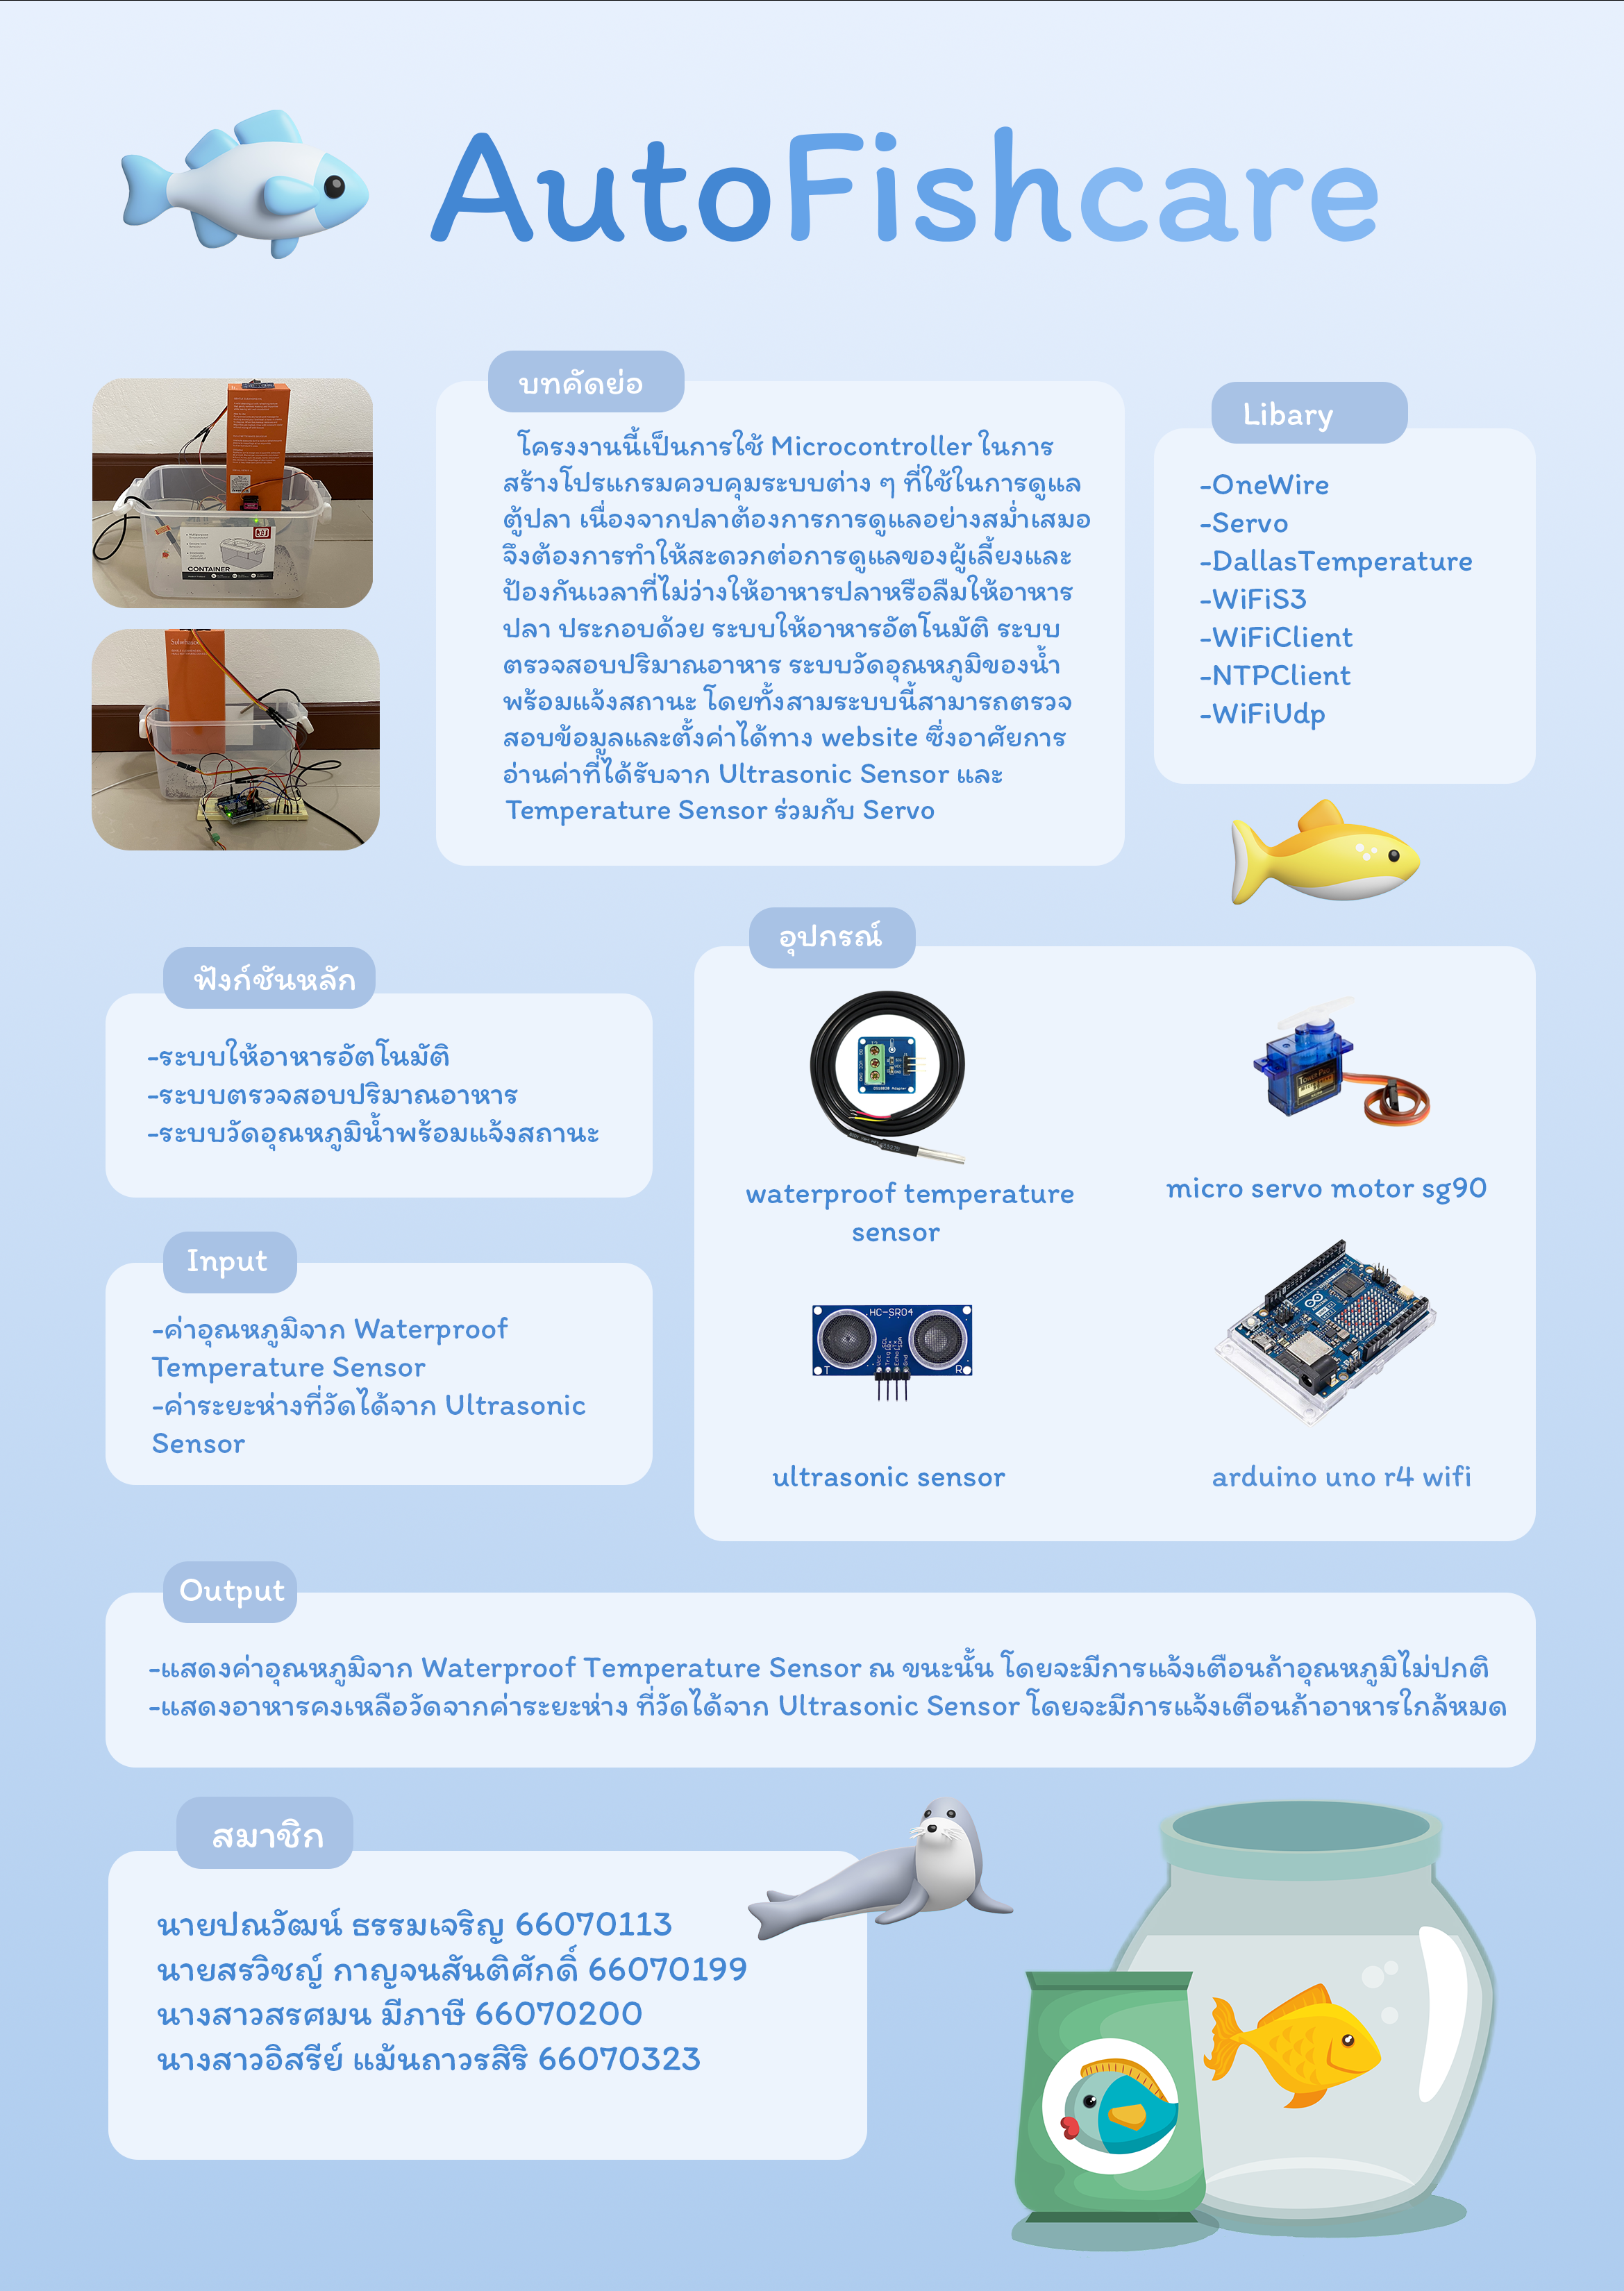 AutoFishcare
บทคัดย่อ
โครงงานนี้เป็นการใช้ Microcontroller ในการ
สร้างโปรแกรมควบคุมระบบต่าง ๆ ที่ใช้ในการดูแล
ตู้ปลา เนื่องจากปลาต้องการการดูแลอย่างสม่ำเสมอ
จึงต้องการทำให้สะดวกต่อการดูแลของผู้เลี้ยงและ
ป้องกันเวลาที่ไม่ว่างให้อาหารปลาหรือลืมให้อาหาร
ปลา ประกอบด้วย ระบบให้อาหารอัตโนมัติ ระบบ
ตรวจสอบปริมาณอาหาร ระบบวัดอุณหภูมิของน้ำ
พร้อมแจ้งสถานะ โดยทั้งสามระบบนี้สามารถตรวจ
สอบข้อมูลและตั้งค่าได้ทาง website ซึ่งอาศัยการ
อ่านค่าที่ได้รับจาก Ultrasonic Sensor และ
Temperature Sensor ร่วมกับ Servo
Libary
-OneWire
-Servo
-DallasTemperature
-WiFiS3
-WiFiClient
-NTPClient
-WiFiUdp
CONTAINER
ฟังก์ชันหลัก
-ระบบให้อาหารอัตโนมัติ
-ระบบตรวจสอบปริมาณอาหาร
-ระบบวัดอุณหภูมิน้ำพร้อมแจ้งสถานะ
Input
-ค่าอุณหภูมิจาก Waterproof
Temperature Sensor
-ค่าระยะห่างที่วัดได้จาก Ultrasonic
Sensor
อุปกรณ์
waterproof temperature
sensor
micro servo motor sg90
HC-SR04
Vcc
Trig
Echo
Gnd
T
R
ultrasonic sensor
arduino uno r4 wifi
Output
-แสดงค่าอุณหภูมิจาก Waterproof Temperature Sensor ณ ขนะนั้น โดยจะมีการแจ้งเตือนถ้าอุณหภูมิไม่ปกติ
-แสดงอาหารคงเหลือวัดจากค่าระยะห่าง ที่วัดได้จาก Ultrasonic Sensor โดยจะมีการแจ้งเตือนถ้าอาหารใกล้หมด
สมาชิก
นายปณวัฒน์ ธรรมเจริญ 66070113
นายสรวิชญ์ กาญจนสันติศักดิ์ 66070199
นางสาวสรศมน มีภาษี 66070200
นางสาวอิสรีย์ แม้นถาวรสิริ 66070323